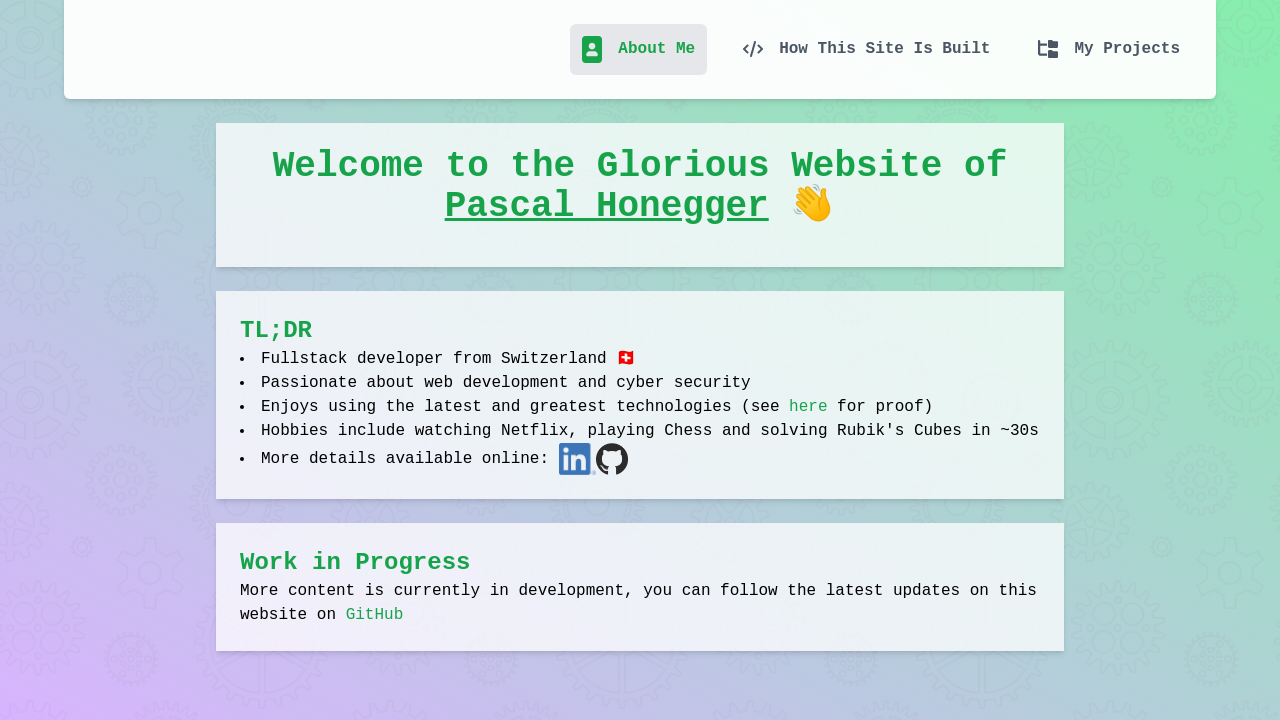 About Me
How This Site Is Built
My Projects
Welcome to the Glorious Website of
Pascal Honegger 👋
TL;DR
• Fullstack developer from Switzerland 🇨🇭
• Passionate about web development and cyber security
• Enjoys using the latest and greatest technologies (see here for proof)
• Hobbies include watching Netflix, playing Chess and solving Rubik's Cubes in ~30s
• More details available online: in
Work in Progress
More content is currently in development, you can follow the latest updates on this
website on GitHub